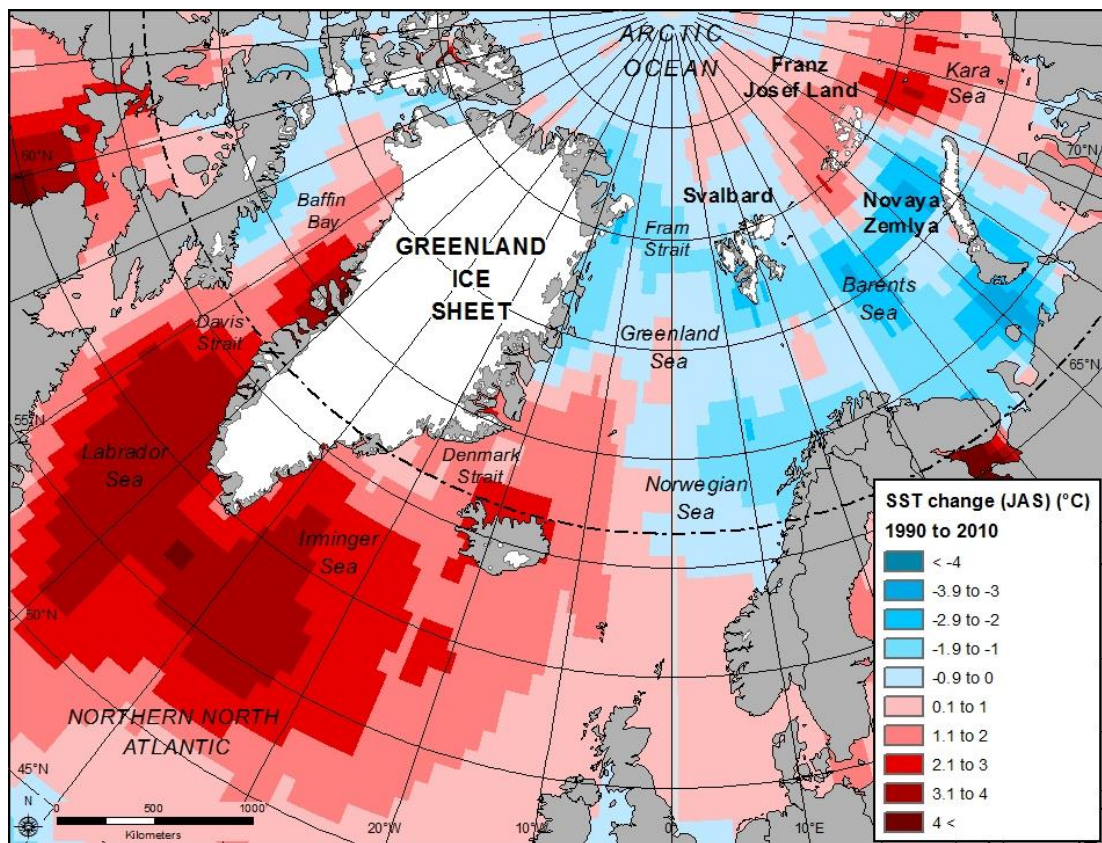 ARCTIC
OCEAN
Franz
Josef Land
Kara
Sea
60°N
70°N
Baffin
Bay
Svalbard
Novaya
Zemlya
Fram
Strait
GREENLAND
ICE
SHEET
Barents
Sea
Davis
Strait
Greenland
Sea
65°N
55°N
Labrador
Sea
Denmark
Strait
Norwegian
Sea
Irminger
Sea
50°N
NORTHERN NORTH
ATLANTIC
45°N
N
0 500 1000
Kilometers
20°W
10°W
0°
10°E
SST change (JAS) (°C)
1990 to 2010
< -4
-3.9 to -3
-2.9 to -2
-1.9 to -1
-0.9 to 0
0.1 to 1
1.1 to 2
2.1 to 3
3.1 to 4
4 <